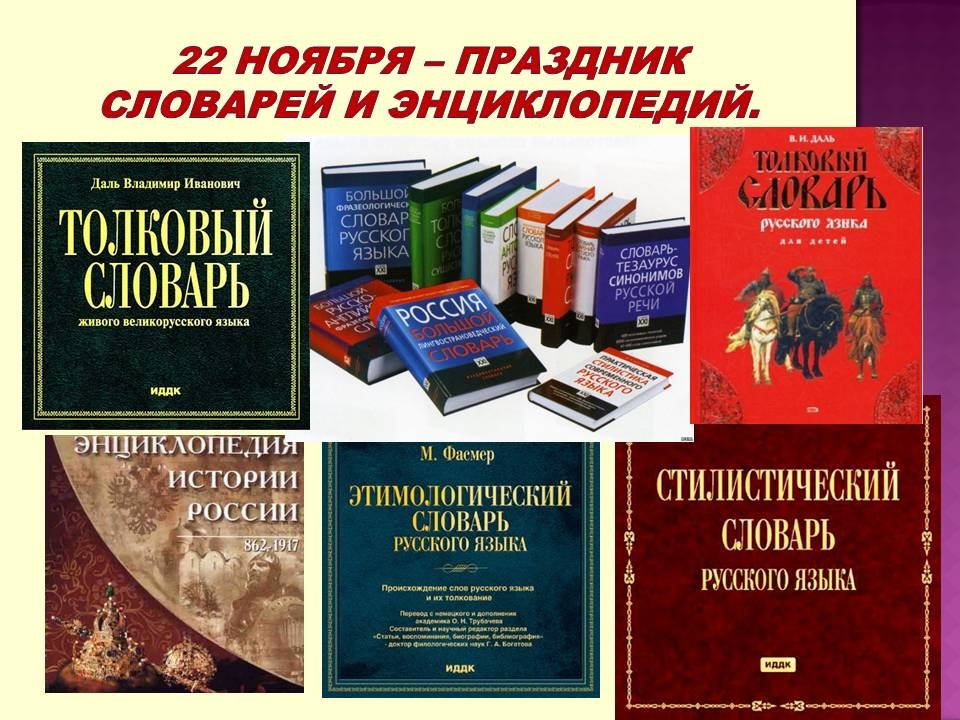 22 НОЯБРЯ – ПРАЗДНИК
СЛОВАРЕЙ И ЭНЦИКЛОПЕДИЙ.
Даль Владимир Иванович
ТОЛКОВЫЙ
СЛОВАРЬ
живого великорусского языка
ИДДК
БОЛЬШОЙ
ФРАЗЕОЛОГИЧЕСКИЙ
СЛОВАРЬ
РУССКОГО
ЯЗЫКА
XXI
СЛОВАРЬ-
ТЕЗАУРУС
СИНОНИМОВ
РУССКОЙ
РЕЧИ
XXI
РОССИЯ
БОЛЬШОЙ
ЛИНГВОСТРАНОВЕДЧЕСКИЙ
СЛОВАРЬ
XXI
ПРАКТИЧЕСКАЯ
СТИЛИСТИКА
СОВРЕМЕННОГО
РУССКОГО
ЯЗЫКА
XXI
В. И. ДАЛЬ
ТОЛКОВЫЙ
СЛОВАРЬ
русского языка
для детей
ЭНЦИКЛОПЕДИЯ
ИСТОРИИ
РОССИИ
862-1917
М. Фасмер
ЭТИМОЛОГИЧЕСКИЙ
СЛОВАРЬ
РУССКОГО ЯЗЫКА
Происхождение слов русского языка
и их толкование
Перевод с немецкого и дополнения
академика О. Н. Трубачева
Составитель и научный редактор раздела
«Статьи, воспоминания, биографии, библиография» -
- доктор филологических наук Г. А. Богатова
ИДДК
СТИЛИСТИЧЕСКИЙ
СЛОВАРЬ
РУССКОГО ЯЗЫКА
ИДДК